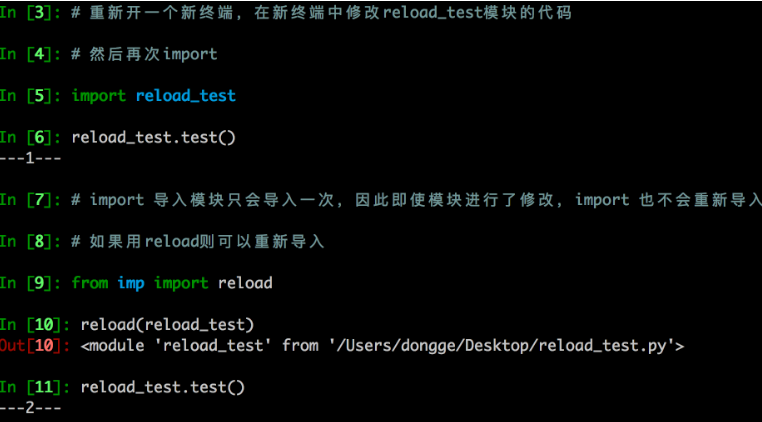 In [3]: # 重新开一个新终端，在新终端中修改reload_test模块的代码
In [4]: # 然后再次import
In [5]: import reload_test
In [6]: reload_test.test()
---1---
In [7]: # import 导入模块只会导入一次，因此即使模块进行了修改，import 也不会重新导入
In [8]: # 如果用reload则可以重新导入
In [9]: from imp import reload
In [10]: reload(reload_test)
Out[10]: <module 'reload_test' from '/Users/dongge/Desktop/reload_test.py'>
In [11]: reload_test.test()
---2---